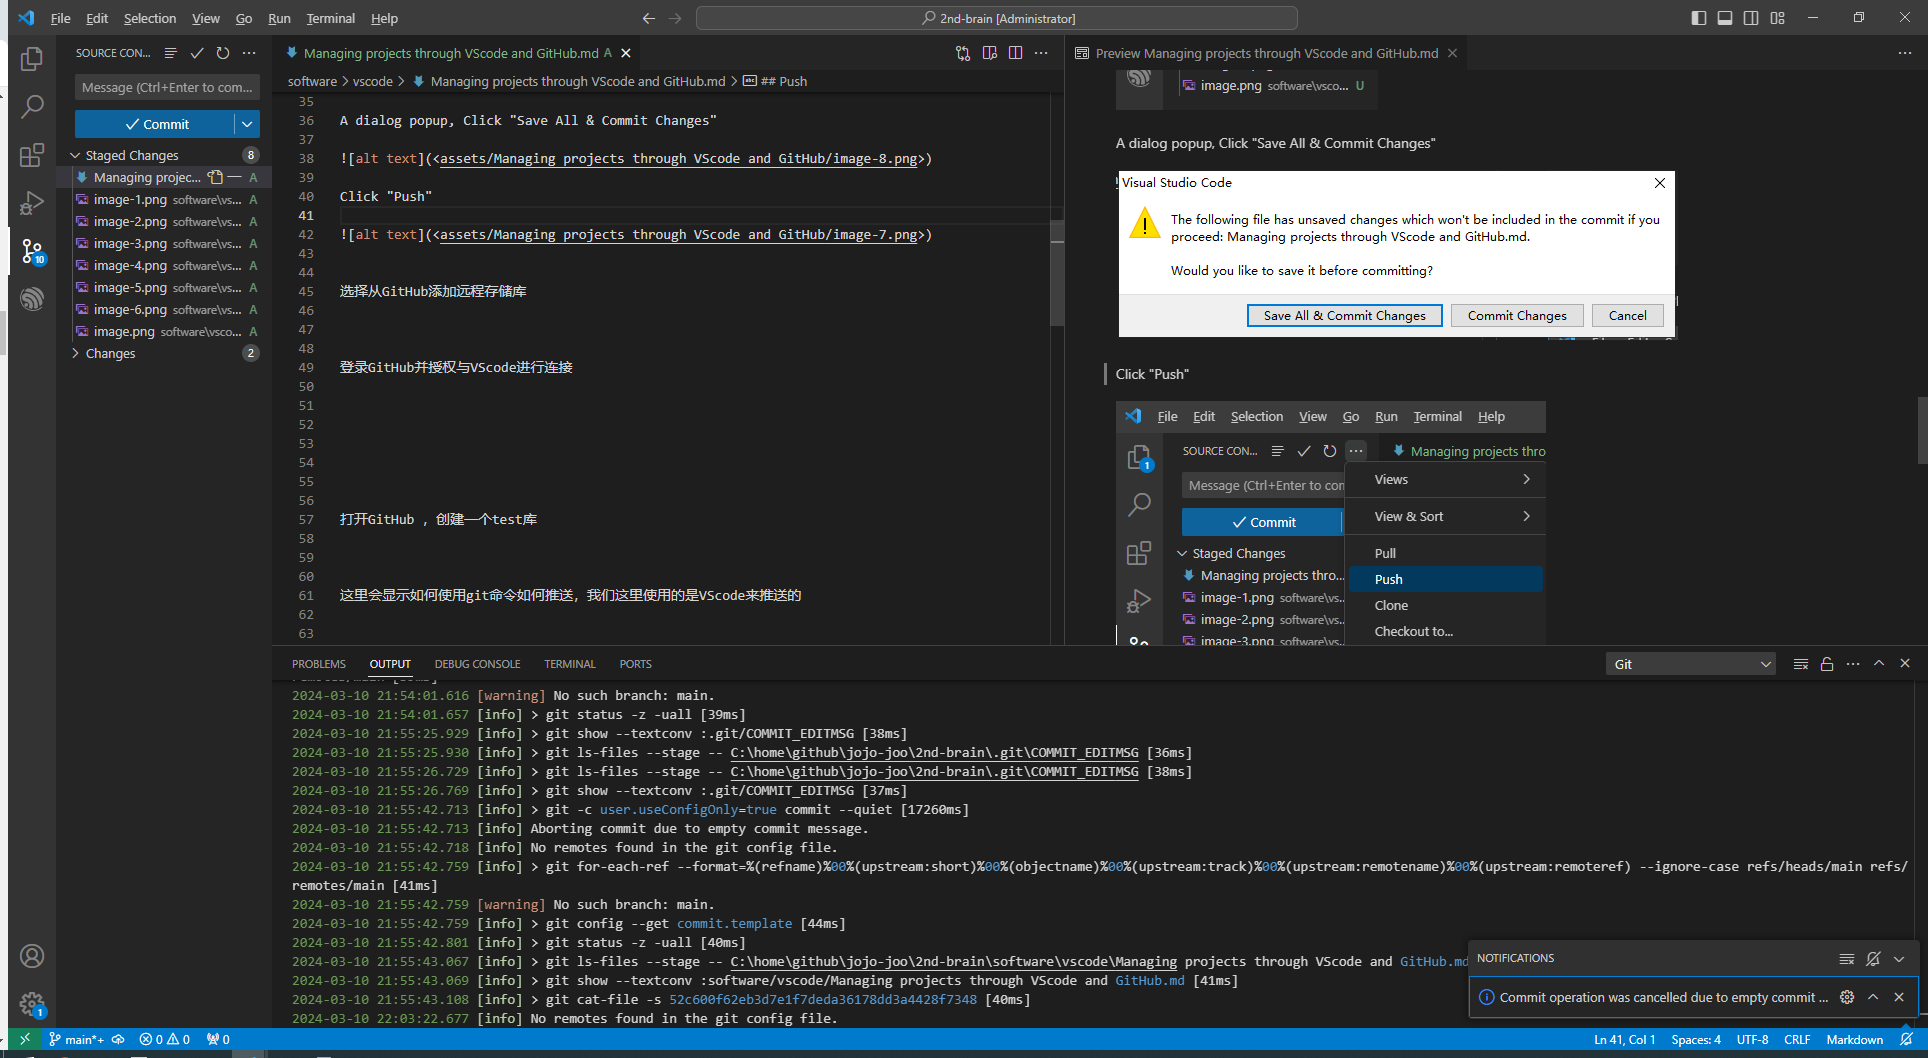 File Edit Selection View Go Run Terminal Help
2nd-brain [Administrator]
SOURCE CON...
Message (Ctrl+Enter to com...
Commit
Staged Changes 8
Managing projec... A
image-1.png software\vs... A
image-2.png software\vs... A
image-3.png software\vs... A
image-4.png software\vs... A
image-5.png software\vs... A
image-6.png software\vs... A
image.png software\vsco... A
Changes 2
10
1
Managing projects through VScode and GitHub.md A
software > vscode > Managing projects through VScode and GitHub.md > ## Push
35
36 A dialog popup, Click "Save All & Commit Changes"
37
38 ![alt text](<assets/Managing projects through VScode and GitHub/image-8.png>)
39
40 Click "Push"
41
42 ![alt text](<assets/Managing projects through VScode and GitHub/image-7.png>)
43
44
45 选择从GitHub添加远程存储库
46
47
48
49 登录GitHub并授权与VScode进行连接
50
51
52
53
54
55
56
57 打开GitHub ，创建一个test库
58
59
60
61 这里会显示如何使用git命令如何推送，我们这里使用的是VScode来推送的
62
63
Preview Managing projects through VScode and GitHub.md
image.png software\vsco... U
A dialog popup, Click "Save All & Commit Changes"
Visual Studio Code
The following file has unsaved changes which won't be included in the commit if you
proceed: Managing projects through VScode and GitHub.md.
Would you like to save it before committing?
Save All & Commit Changes Commit Changes Cancel
Click "Push"
File Edit Selection View Go Run Terminal Help
SOURCE CON... Managing projects thro
1
Message (Ctrl+Enter to con
Commit
Staged Changes
Managing projects thro...
image-1.png software\vs..
image-2.png software\vs..
image-3.png software\vs..
Views
View & Sort
Pull
Push
Clone
Checkout to...
PROBLEMS OUTPUT DEBUG CONSOLE TERMINAL PORTS
Git
2024-03-10 21:54:01.616 [warning] No such branch: main.
2024-03-10 21:54:01.657 [info] > git status -z -uall [39ms]
2024-03-10 21:55:25.929 [info] > git show --textconv :.git/COMMIT_EDITMSG [38ms]
2024-03-10 21:55:25.930 [info] > git ls-files --stage -- C:\home\github\jojo-joo\2nd-brain\.git\COMMIT_EDITMSG [36ms]
2024-03-10 21:55:26.729 [info] > git ls-files --stage -- C:\home\github\jojo-joo\2nd-brain\.git\COMMIT_EDITMSG [38ms]
2024-03-10 21:55:26.769 [info] > git show --textconv :.git/COMMIT_EDITMSG [37ms]
2024-03-10 21:55:42.713 [info] > git -c user.useConfigOnly=true commit --quiet [17260ms]
2024-03-10 21:55:42.713 [info] Aborting commit due to empty commit message.
2024-03-10 21:55:42.718 [info] No remotes found in the git config file.
2024-03-10 21:55:42.759 [info] > git for-each-ref --format=%(refname)%00%(upstream:short)%00%(objectname)%00%(upstream:track)%00%(upstream:remotename)%00%(upstream:remoteref) --ignore-case refs/heads/main refs/
remotes/main [41ms]
2024-03-10 21:55:42.759 [warning] No such branch: main.
2024-03-10 21:55:42.759 [info] > git config --get commit.template [44ms]
2024-03-10 21:55:42.801 [info] > git status -z -uall [40ms]
2024-03-10 21:55:43.067 [info] > git ls-files --stage -- C:\home\github\jojo-joo\2nd-brain\software\vscode\Managing projects through VScode and GitHub.md
2024-03-10 21:55:43.069 [info] > git show --textconv :software/vscode/Managing projects through VScode and GitHub.md [41ms]
2024-03-10 21:55:43.108 [info] > git cat-file -s 52c600f62eb3d7e1f7deda36178dd3a4428f7348 [40ms]
2024-03-10 22:03:22.677 [info] No remotes found in the git config file.
NOTIFICATIONS
Commit operation was cancelled due to empty commit ...
1
main*+ 0 0 0
Ln 41, Col 1 Spaces: 4 UTF-8 CRLF Markdown